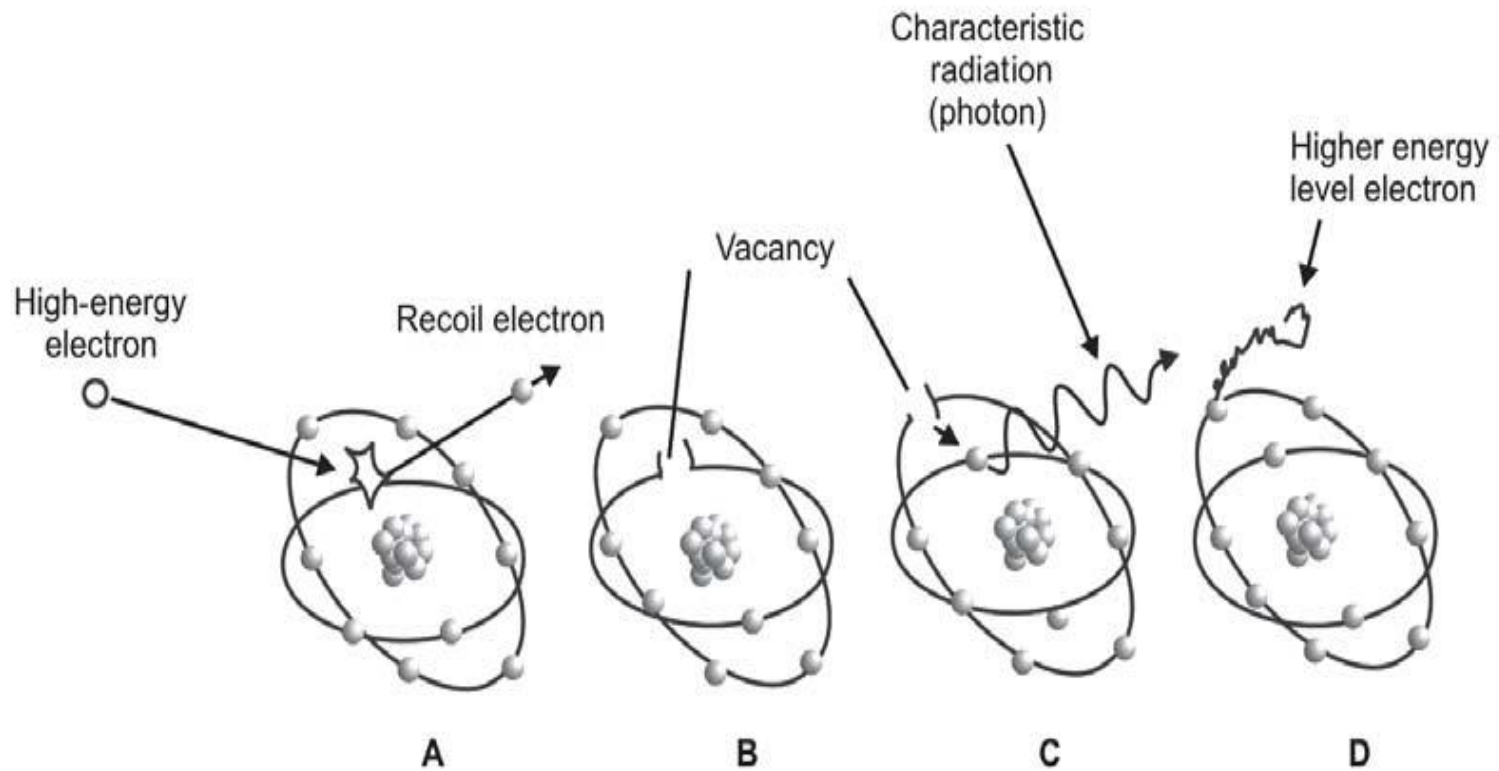 Characteristic
radiation
(photon)
Higher energy
level electron
Vacancy
High-energy
electron
Recoil electron
A
B
C
D